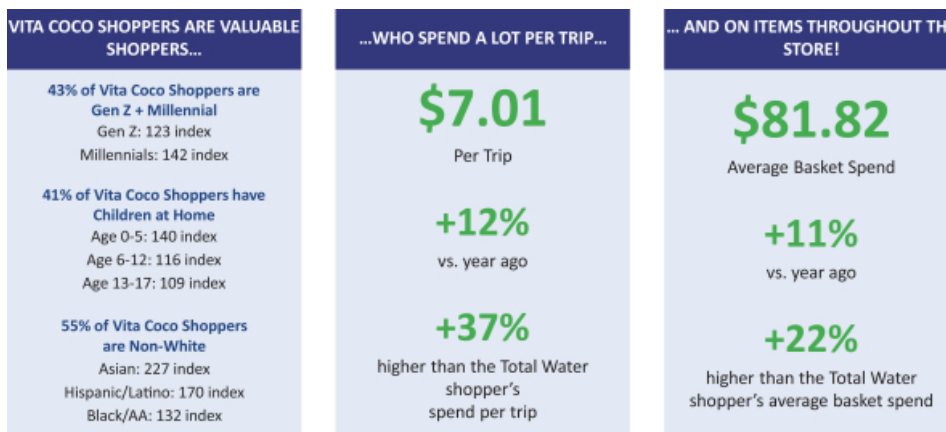 VITA COCO SHOPPERS ARE VALUABLE
SHOPPERS...
43% of Vita Coco Shoppers are
Gen Z + Millennial
Gen Z: 123 index
Millennials: 142 index
41% of Vita Coco Shoppers have
Children at Home
Age 0-5: 140 index
Age 6-12: 116 index
Age 13-17: 109 index
55% of Vita Coco Shoppers
are Non-White
Asian: 227 index
Hispanic/Latino: 170 index
Black/AA: 132 index
...WHO SPEND A LOT PER TRIP...
$7.01
Per Trip
+12%
vs. year ago
+37%
higher than the Total Water
shopper's
spend per trip
... AND ON ITEMS THROUGHOUT TH
STORE!
$81.82
Average Basket Spend
+11%
vs. year ago
+22%
higher than the Total Water
shopper's average basket spend